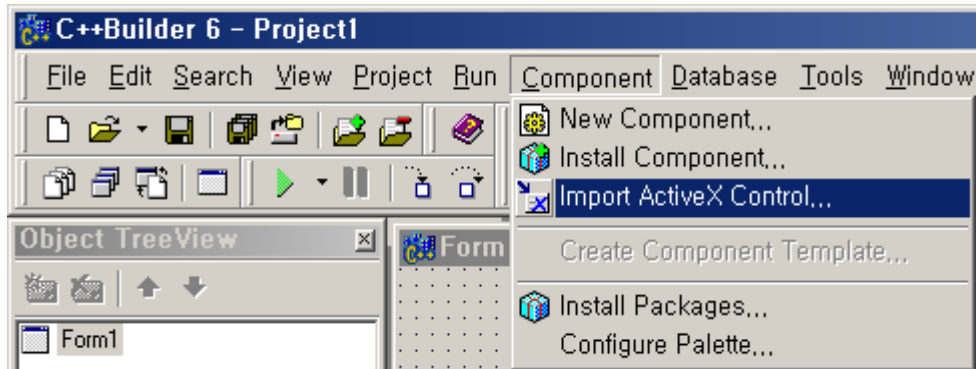 C++Builder 6 - Project1
File Edit Search View Project Run Component Database Tools Window
New Component...
Install Component...
Import ActiveX Control...
Create Component Template...
Install Packages...
Configure Palette...
Object TreeView
Form1
Form